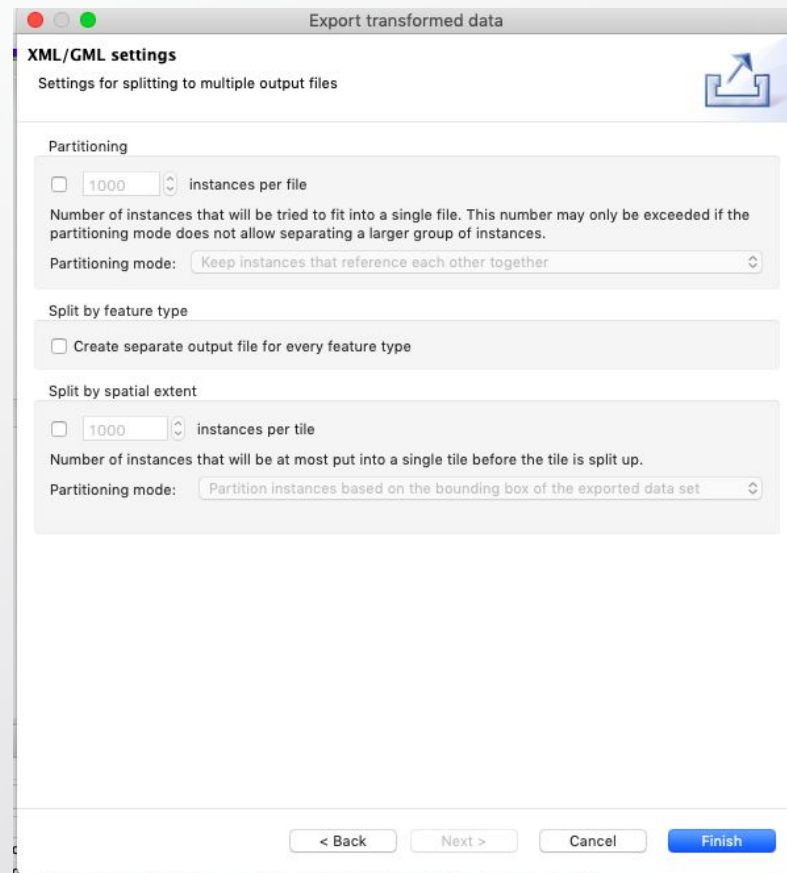 Export transformed data
XML/GML settings
Settings for splitting to multiple output files
Partitioning
1000 instances per file
Number of instances that will be tried to fit into a single file. This number may only be exceeded if the
partitioning mode does not allow separating a larger group of instances.
Partitioning mode: Keep instances that reference each other together
Split by feature type
Create separate output file for every feature type
Split by spatial extent
1000 instances per tile
Number of instances that will be at most put into a single tile before the tile is split up.
Partitioning mode: Partition instances based on the bounding box of the exported data set
< Back Next > Cancel Finish